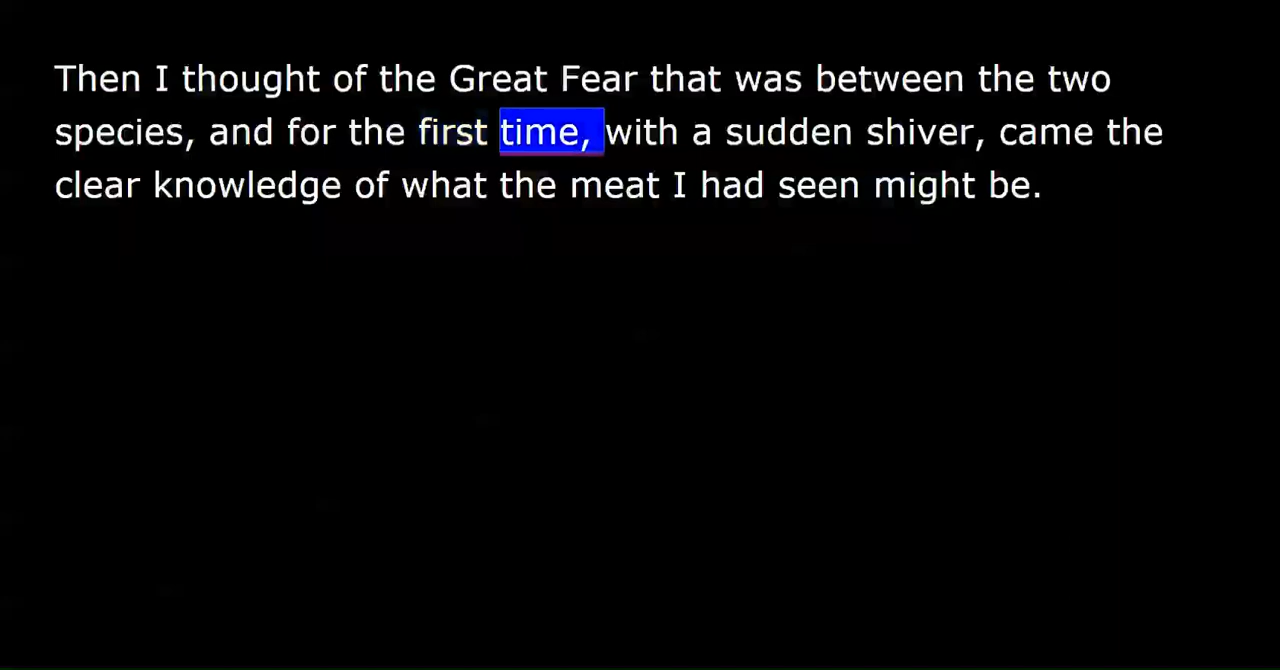 Then I thought of the Great Fear that was between the two
species, and for the first time, with a sudden shiver, came the
clear knowledge of what the meat I had seen might be.